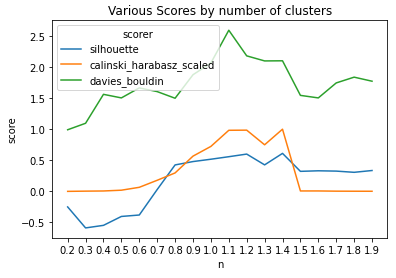 Various Scores by number of clusters
scorer
silhouette
calinski_harabasz_scaled
davies_bouldin
score
2.5
2.0
1.5
1.0
0.5
0.0
−0.5
0.2 0.3 0.4 0.5 0.6 0.7 0.8 0.9 1.0 1.1 1.2 1.3 1.4 1.5 1.6 1.7 1.8 1.9
n